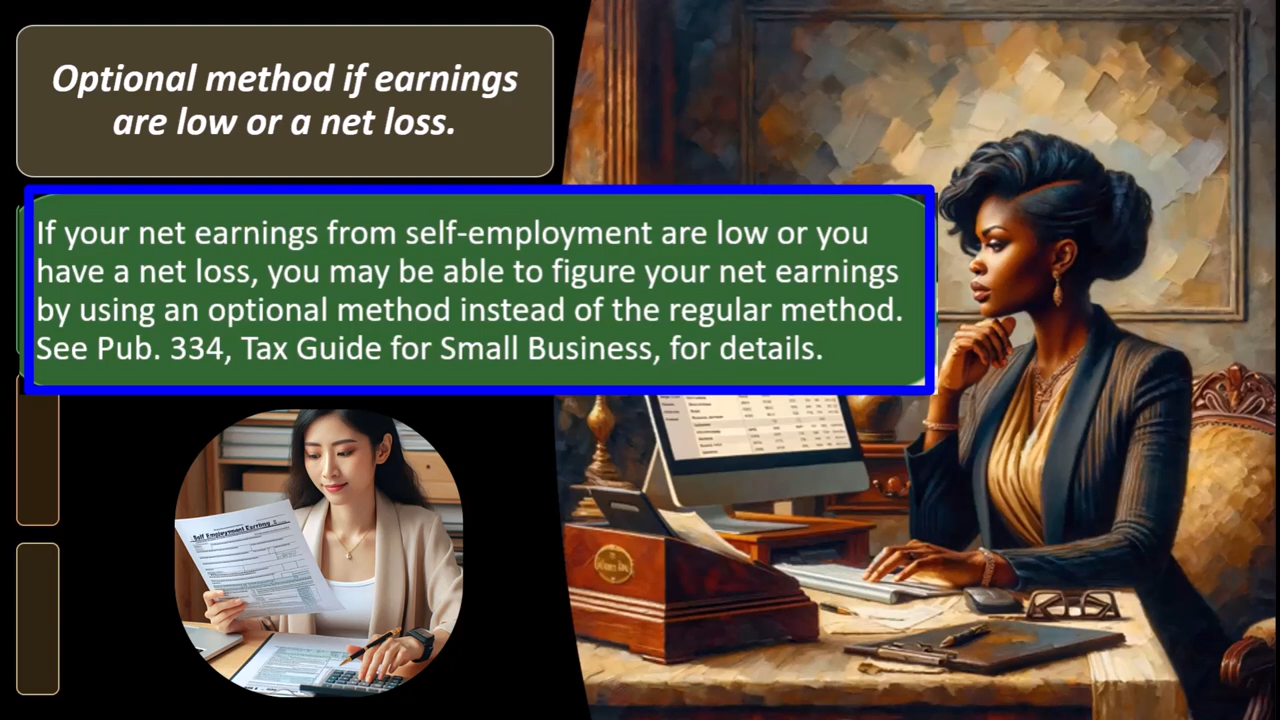 Optional method if earnings
are low or a net loss.
If your net earnings from self-employment are low or you
have a net loss, you may be able to figure your net earnings
by using an optional method instead of the regular method.
See Pub. 334, Tax Guide for Small Business, for details.
Self Employment Earning